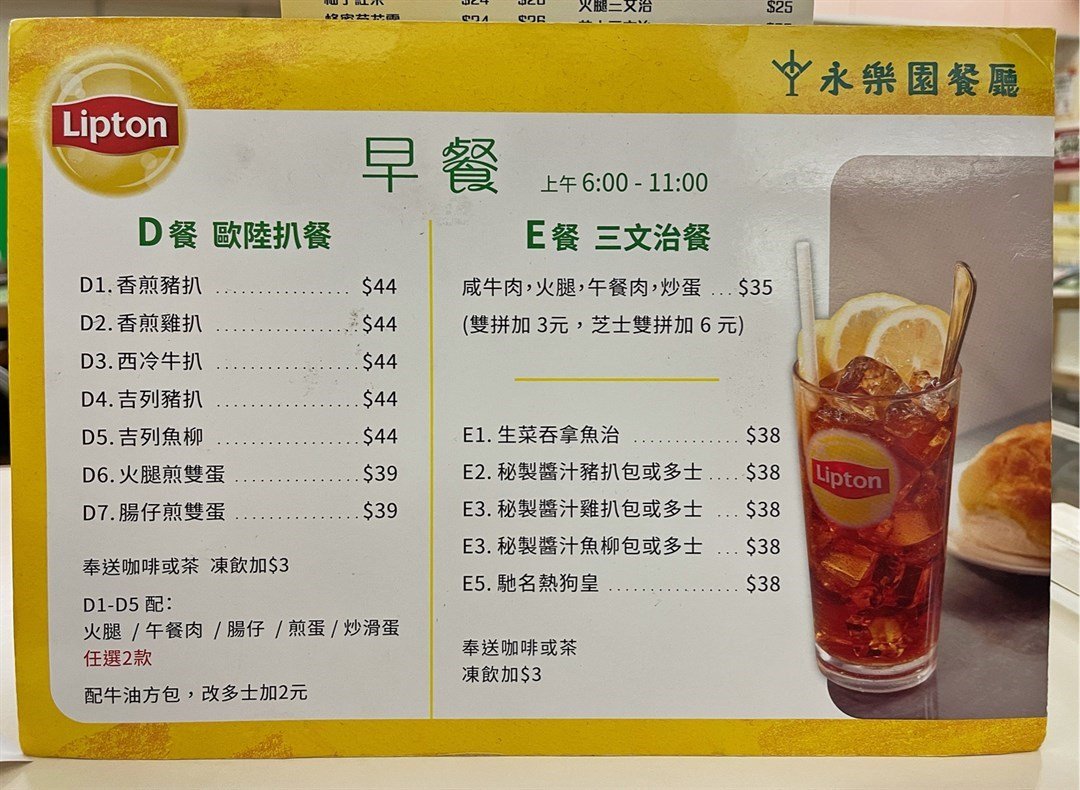 $24 $28 火腿三文治 $25
$24 $26
Lipton
永樂園餐廳
早餐 上午 6:00 - 11:00
D餐 歐陸扒餐
D1. 香煎豬扒 ................ $44
D2. 香煎雞扒 ................ $44
D3. 西冷牛扒 ................ $44
D4. 吉列豬扒 ................ $44
D5. 吉列魚柳 ................ $44
D6. 火腿煎雙蛋 .............. $39
D7. 腸仔煎雙蛋 .............. $39
奉送咖啡或茶 凍飲加$3
D1-D5 配：
火腿 / 午餐肉 / 腸仔 / 煎蛋 / 炒滑蛋
任選2款
配牛油方包，改多士加2元
E餐 三文治餐
咸牛肉，火腿，午餐肉，炒蛋 ... $35
(雙拼加 3元，芝士雙拼加 6 元)
E1. 生菜吞拿魚治 ............. $38
E2. 秘製醬汁豬扒包或多士 .... $38
E3. 秘製醬汁雞扒包或多士 ... $38
E3. 秘製醬汁魚柳包或多士 ... $38
E5. 馳名熱狗皇 ................ $38
奉送咖啡或茶
凍飲加$3
Lipton